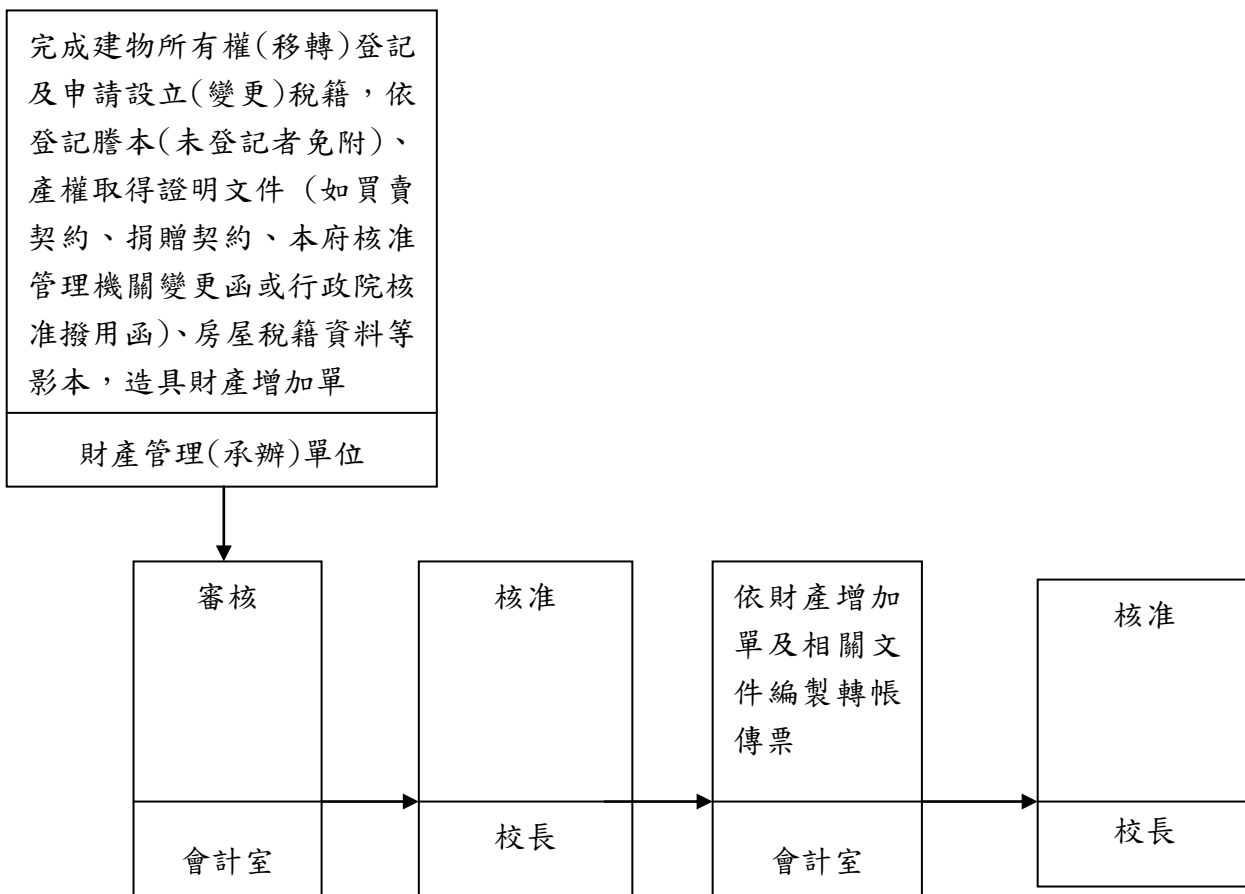 完成建物所有權(移轉)登記
及申請設立(變更)稅籍，依
登記謄本(未登記者免附)、
產權取得證明文件（如買賣
契約、捐贈契約、本府核准
管理機關變更函或行政院核
准撥用函)、房屋稅籍資料等
影本，造具財產增加單
財產管理(承辦)單位
審核
會計室
核准
校長
依財產增加
單及相關文
件編製轉帳
傳票
會計室
核准
校長